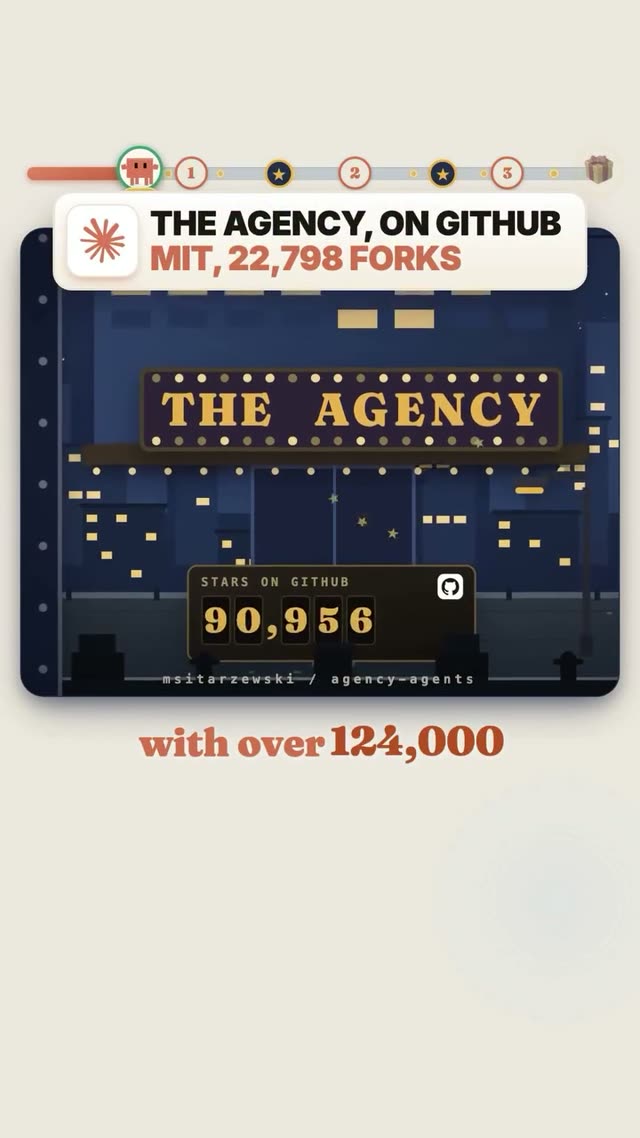 1
2
3
THE AGENCY, ON GITHUB
MIT, 22,798 FORKS
THE AGENCY
STARS ON GITHUB
90,956
msitarzewski / agency-agents
with over 124,000